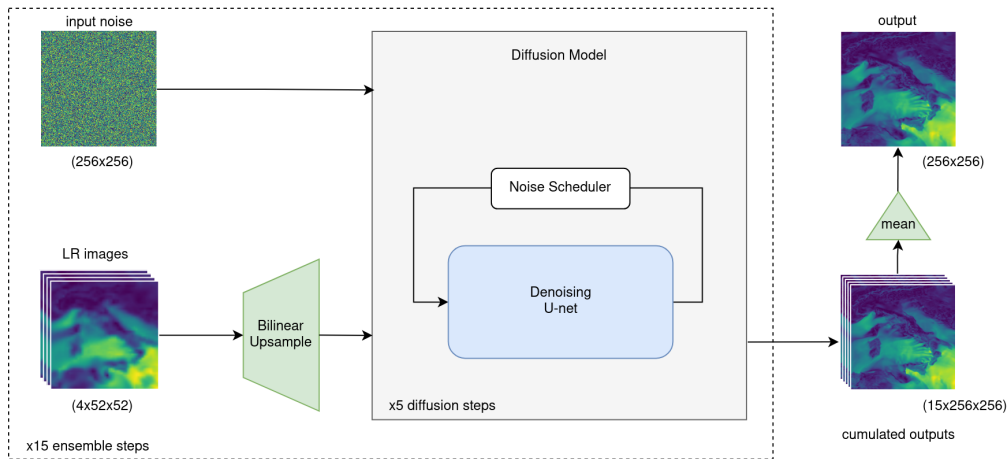 input noise
(256x256)
LR images
(4x52x52)
Bilinear
Upsample
x15 ensemble steps
Diffusion Model
Noise Scheduler
Denoising
U-net
x5 diffusion steps
output
(256x256)
mean
(15x256x256)
cumulated outputs